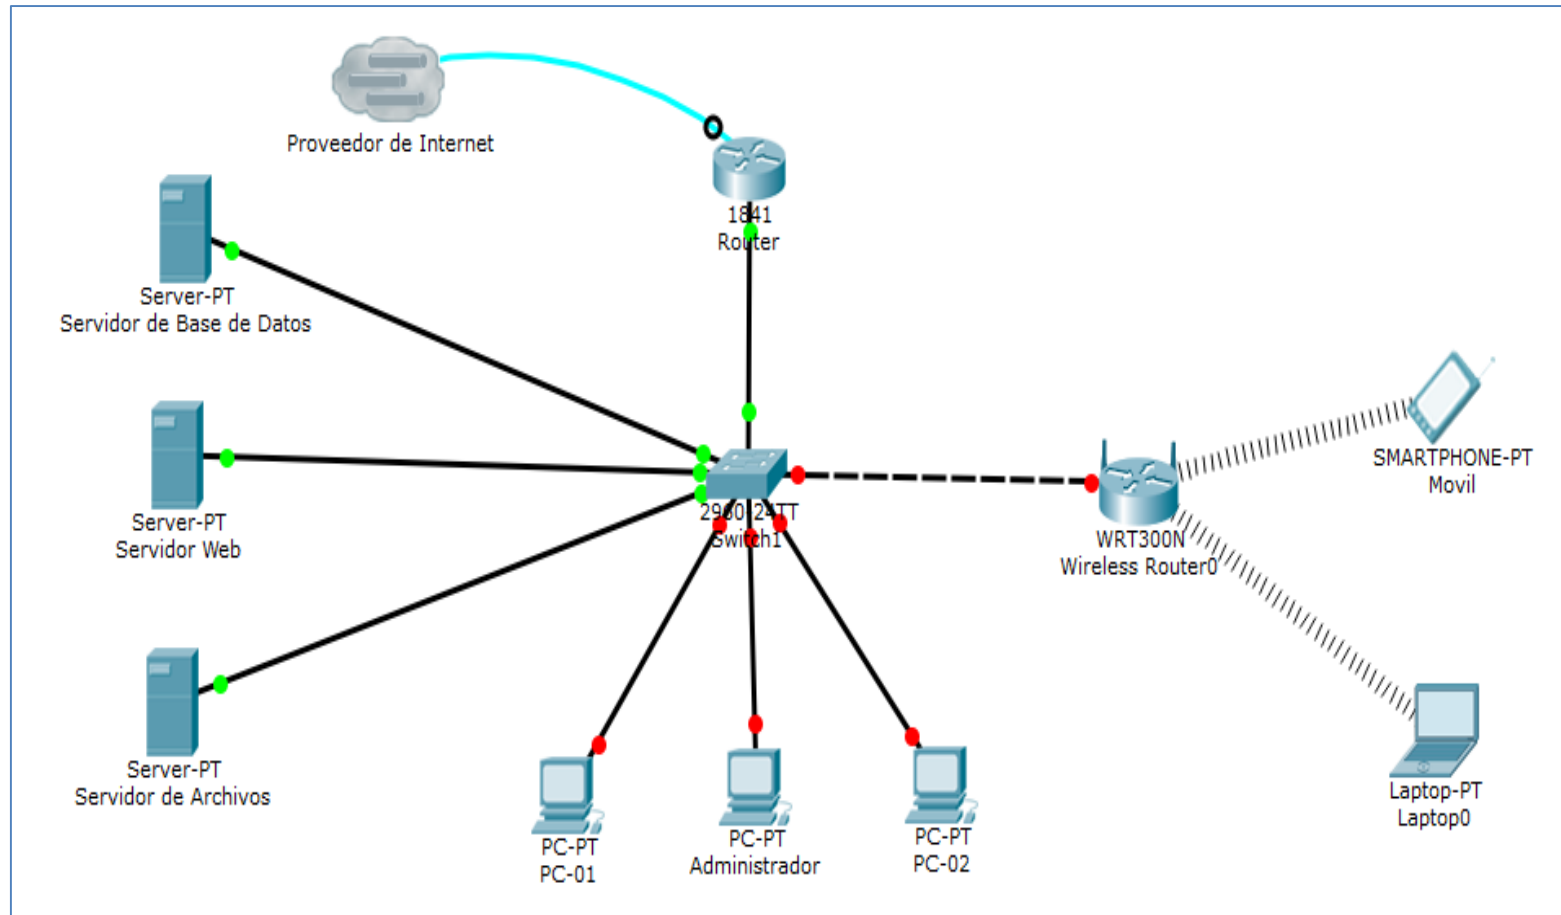 Proveedor de Internet
1841
Router
Server-PT
Servidor de Base de Datos
Server-PT
Servidor Web
2960-24TT
Switch1
SMARTPHONE-PT
Movil
WRT300N
Wireless Router0
Server-PT
Servidor de Archivos
PC-PT
PC-01
PC-PT
Administrador
PC-PT
PC-02
Laptop-PT
Laptop0